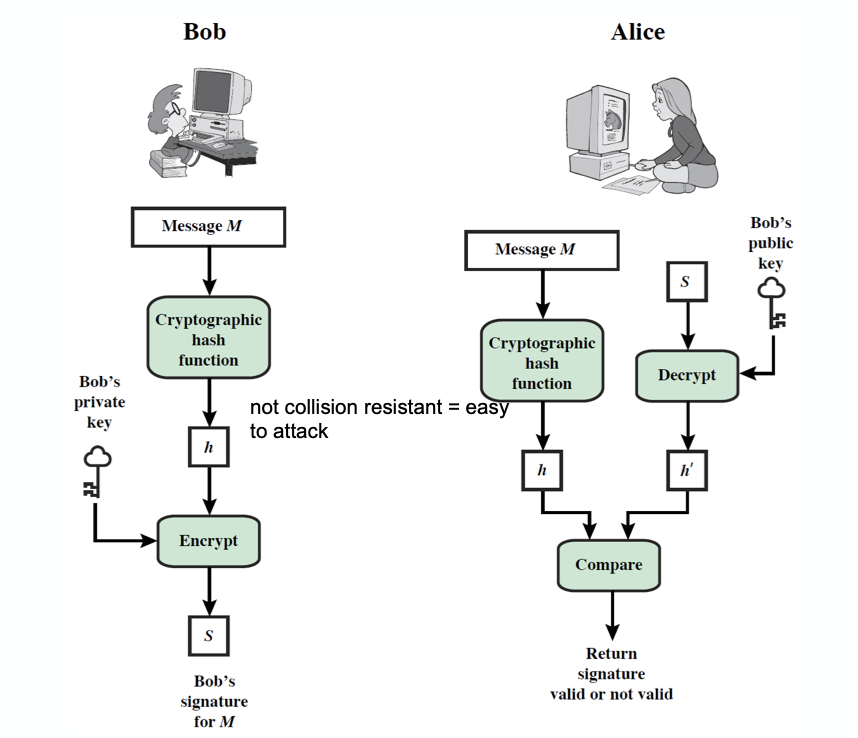 Bob
Alice
Message M
Cryptographic
hash
function
Bob's
private
key
not collision resistant = easy
to attack
h
Encrypt
S
Bob's
signature
for M
Message M
Bob's
public
key
S
Cryptographic
hash
function
Decrypt
h
h'
Compare
Return
signature
valid or not valid